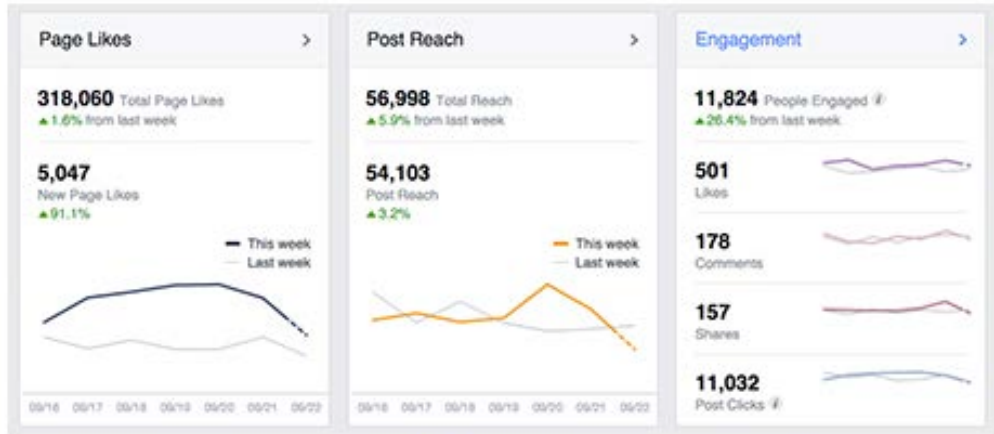 Page Likes
318,060 Total Page Likes
1.6% from last week
5,047
New Page Likes
91.1%
This week
Last week
09/16 09/17 09/18 09/19 09/20 09/21 09/22
Post Reach
56,998 Total Reach
5.9% from last week
54,103
Post Reach
3.2%
This week
Last week
09/16 09/17 09/18 09/19 09/20 09/21 09/22
Engagement
11,824 People Engaged i
26.4% from last week
501
Likes
178
Comments
157
Shares
11,032
Post Clicks i